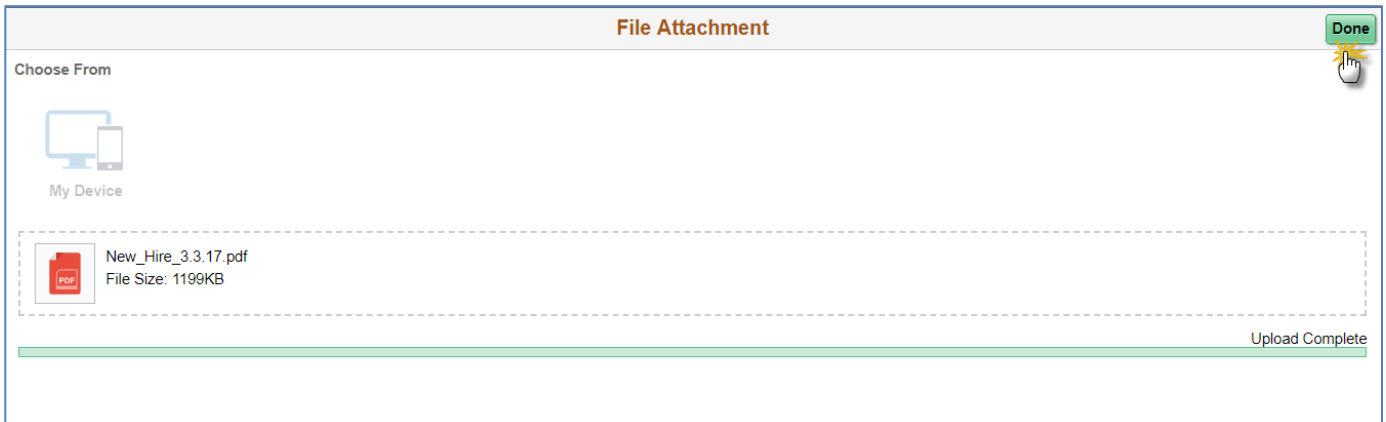 File Attachment
Done
Choose From
My Device
New_Hire_3.3.17.pdf
PDF
File Size: 1199KB
Upload Complete